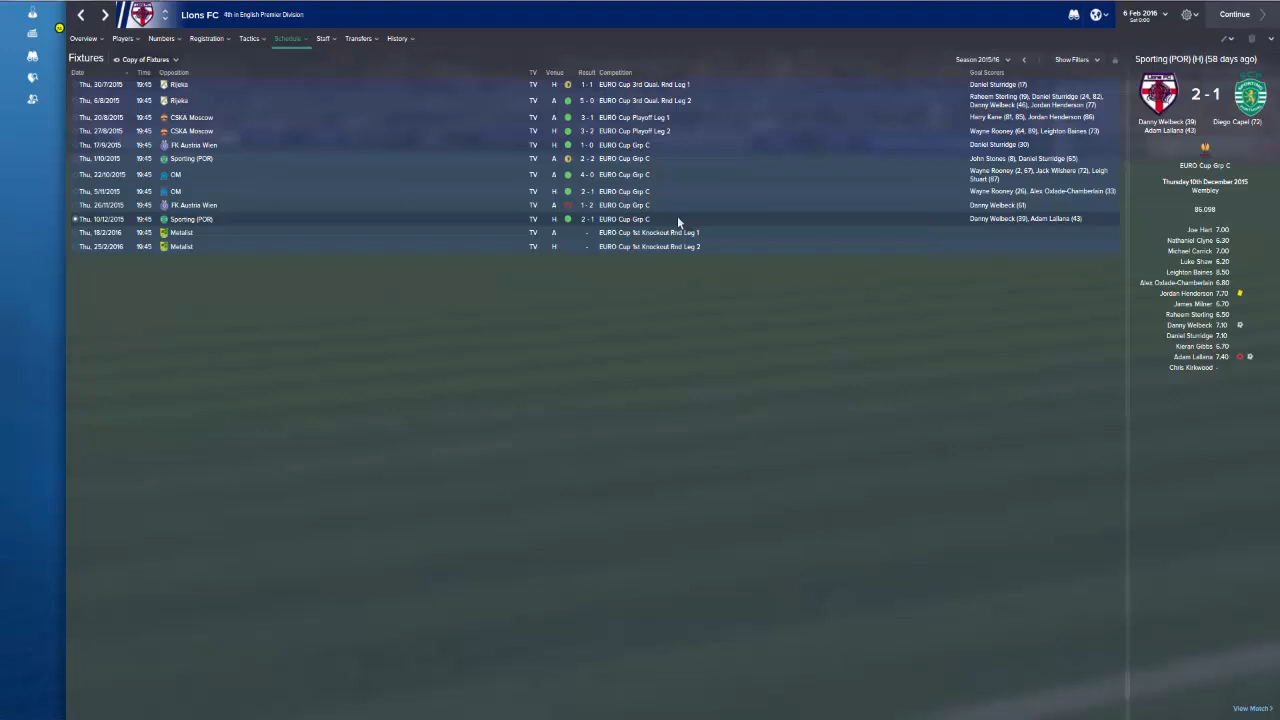 Lions FC 4th in English Premier Division
6 Feb 2016
Sat 0:00
Continue
Overview Players Numbers Registration Tactics Schedule Staff Transfers History
Fixtures Copy of Fixtures Season 2015/16 Show Filters
Date Time Opposition TV Venue Result Competition Goal Scorers
Thu, 30/7/2015 19:45 Rijeka TV H 1 - 1 EURO Cup 3rd Qual. Rnd Leg 1 Daniel Sturridge (17)
Thu, 6/8/2015 19:45 Rijeka TV A 5 - 0 EURO Cup 3rd Qual. Rnd Leg 2 Raheem Sterling (19), Daniel Sturridge (24, 82),
Danny Welbeck (46), Jordan Henderson (77)
Thu, 20/8/2015 19:45 CSKA Moscow TV A 3 - 1 EURO Cup Playoff Leg 1 Harry Kane (81, 85), Jordan Henderson (86)
Thu, 27/8/2015 19:45 CSKA Moscow TV H 3 - 2 EURO Cup Playoff Leg 2 Wayne Rooney (64, 89), Leighton Baines (73)
Thu, 17/9/2015 19:45 FK Austria Wien TV H 1 - 0 EURO Cup Grp C Daniel Sturridge (30)
Thu, 1/10/2015 19:45 Sporting (POR) TV A 2 - 2 EURO Cup Grp C John Stones (8), Daniel Sturridge (65)
Thu, 22/10/2015 19:45 OM TV A 4 - 0 EURO Cup Grp C Wayne Rooney (2, 67), Jack Wilshere (72), Leigh
Stuart (87)
Thu, 5/11/2015 19:45 OM TV H 2 - 1 EURO Cup Grp C Wayne Rooney (26), Alex Oxlade-Chamberlain (33)
Thu, 26/11/2015 19:45 FK Austria Wien TV A 1 - 2 EURO Cup Grp C Danny Welbeck (61)
Thu, 10/12/2015 19:45 Sporting (POR) TV H 2 - 1 EURO Cup Grp C Danny Welbeck (39), Adam Lallana (43)
Thu, 18/2/2016 19:45 Metalist TV A - EURO Cup 1st Knockout Rnd Leg 1
Thu, 25/2/2016 19:45 Metalist TV H - EURO Cup 1st Knockout Rnd Leg 2
Sporting (POR) (H) (58 days ago)
2 - 1
Danny Welbeck (39) Diego Capel (72)
Adam Lallana (43)
EURO Cup Grp C
Thursday 10th December 2015
Wembley
86,098
Joe Hart 7.00
Nathaniel Clyne 6.30
Michael Carrick 7.00
Luke Shaw 6.20
Leighton Baines 8.50
Alex Oxlade-Chamberlain 6.80
Jordan Henderson 7.70
James Milner 6.70
Raheem Sterling 6.50
Danny Welbeck 7.10
Daniel Sturridge 7.10
Kieran Gibbs 6.70
Adam Lallana 7.40
Chris Kirkwood -
View Match